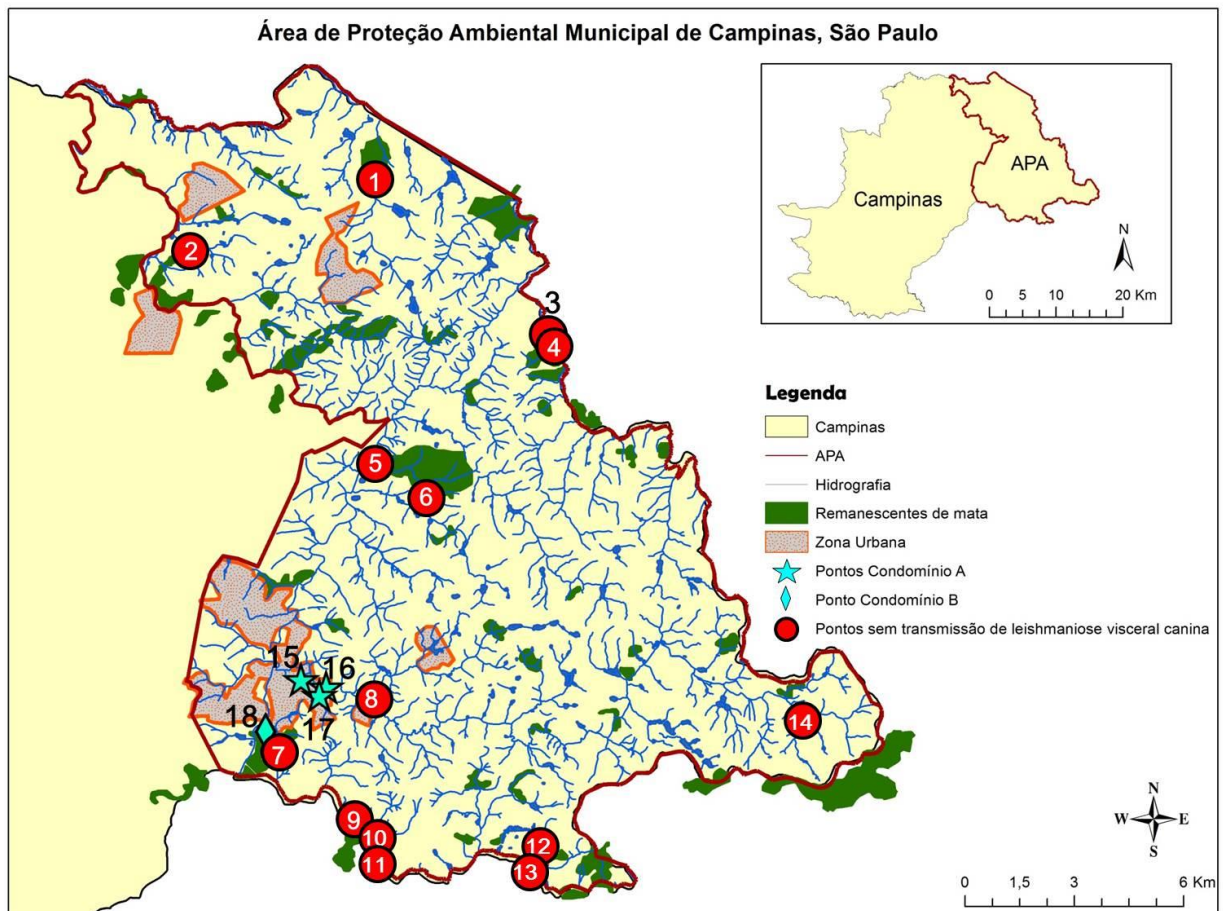 Área de Proteção Ambiental Municipal de Campinas, São Paulo
Campinas
APA
N
0 5 10 20 Km
1
2
3
4
5
6
15
16
8
18
17
7
14
9
10
11
12
13
Legenda
Campinas
APA
Hidrografia
Remanescentes de mata
Zona Urbana
Pontos Condomínio A
Ponto Condomínio B
Pontos sem transmissão de leishmaniose visceral canina
N
W E
S
0 1,5 3 6 Km